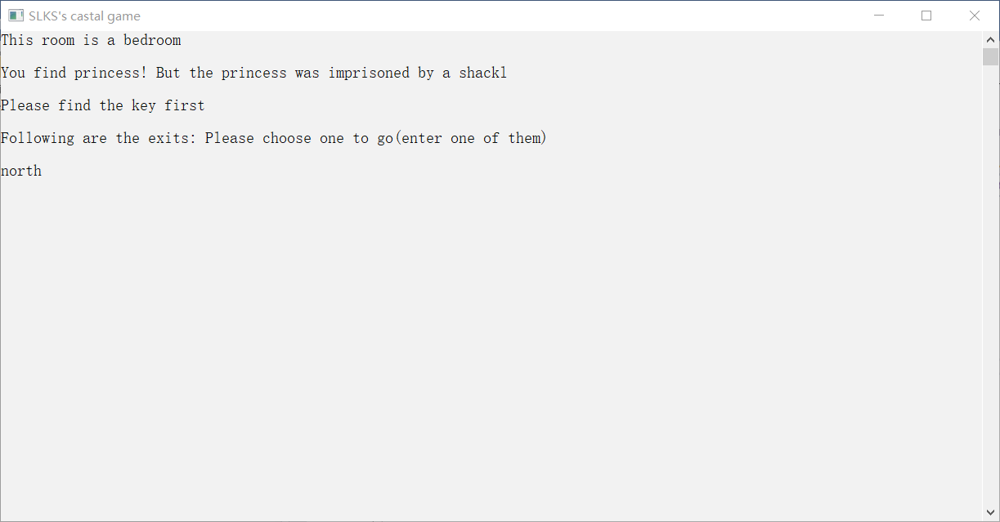 SLKS's castal game
This room is a bedroom
You find princess! But the princess was imprisoned by a shackl
Please find the key first
Following are the exits: Please choose one to go(enter one of them)
north